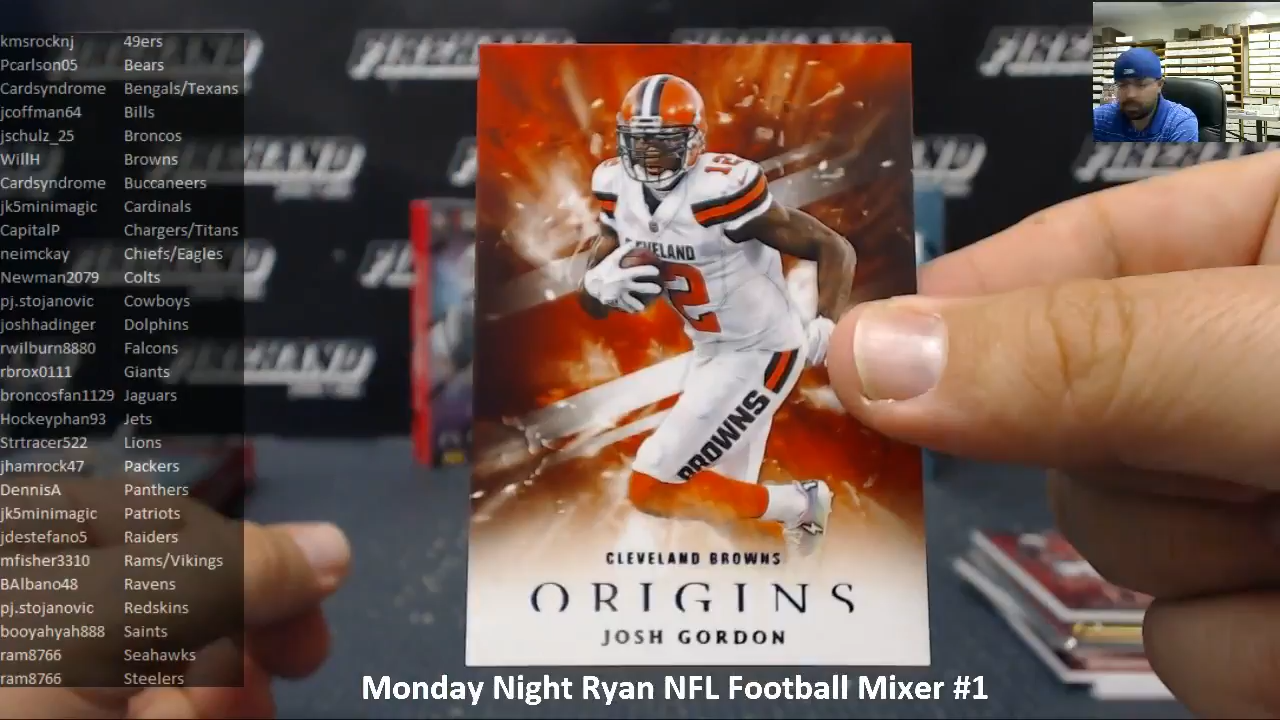 kmsrocknj 49ers
Pcarlson05 Bears
Cardsyndrome Bengals/Texans
jcoffman64 Bills
jschulz_25 Broncos
WillH Browns
Cardsyndrome Buccaneers
jk5minimagic Cardinals
CapitalP Chargers/Titans
neimckay Chiefs/Eagles
Newman2079 Colts
pj.stojanovic Cowboys
joshhadinger Dolphins
rwilburn8880 Falcons
rbrox0111 Giants
broncosfan1129 Jaguars
Hockeyphan93 Jets
Strtracer522 Lions
jhamrock47 Packers
DennisA Panthers
jk5minimagic Patriots
jdestefano5 Raiders
mfisher3310 Rams/Vikings
BAlbano48 Ravens
pj.stojanovic Redskins
booyahyah888 Saints
ram8766 Seahawks
ram8766 Steelers
12
CLEVELAND
12
BROWNS
CLEVELAND BROWNS
ORIGINS
JOSH GORDON
Monday Night Ryan NFL Football Mixer #1